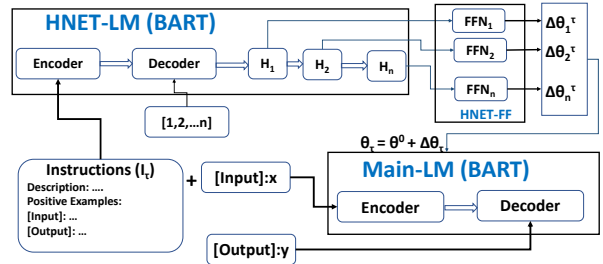 HNET-LM (BART)
Encoder
Decoder
H1
H2
Hn
[1,2,...n]
FFN1
FFN2
FFNn
HNET-FF
Δθ1τ
Δθ2τ
Δθnτ
θτ = θ0 + Δθτ
Instructions (Iτ)
Description: ....
Positive Examples:
[Input]: ...
[Output]: ...
+
[Input]:x
Main-LM (BART)
Encoder
Decoder
[Output]:y